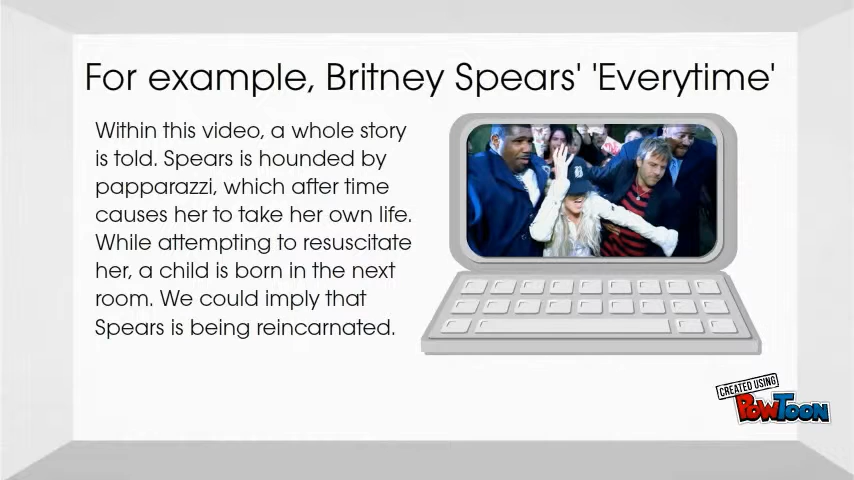 For example, Britney Spears' 'Everytime'
Within this video, a whole story
is told. Spears is hounded by
papparazzi, which after time
causes her to take her own life.
While attempting to resuscitate
her, a child is born in the next
room. We could imply that
Spears is being reincarnated.
CREATED USING
POWTOON